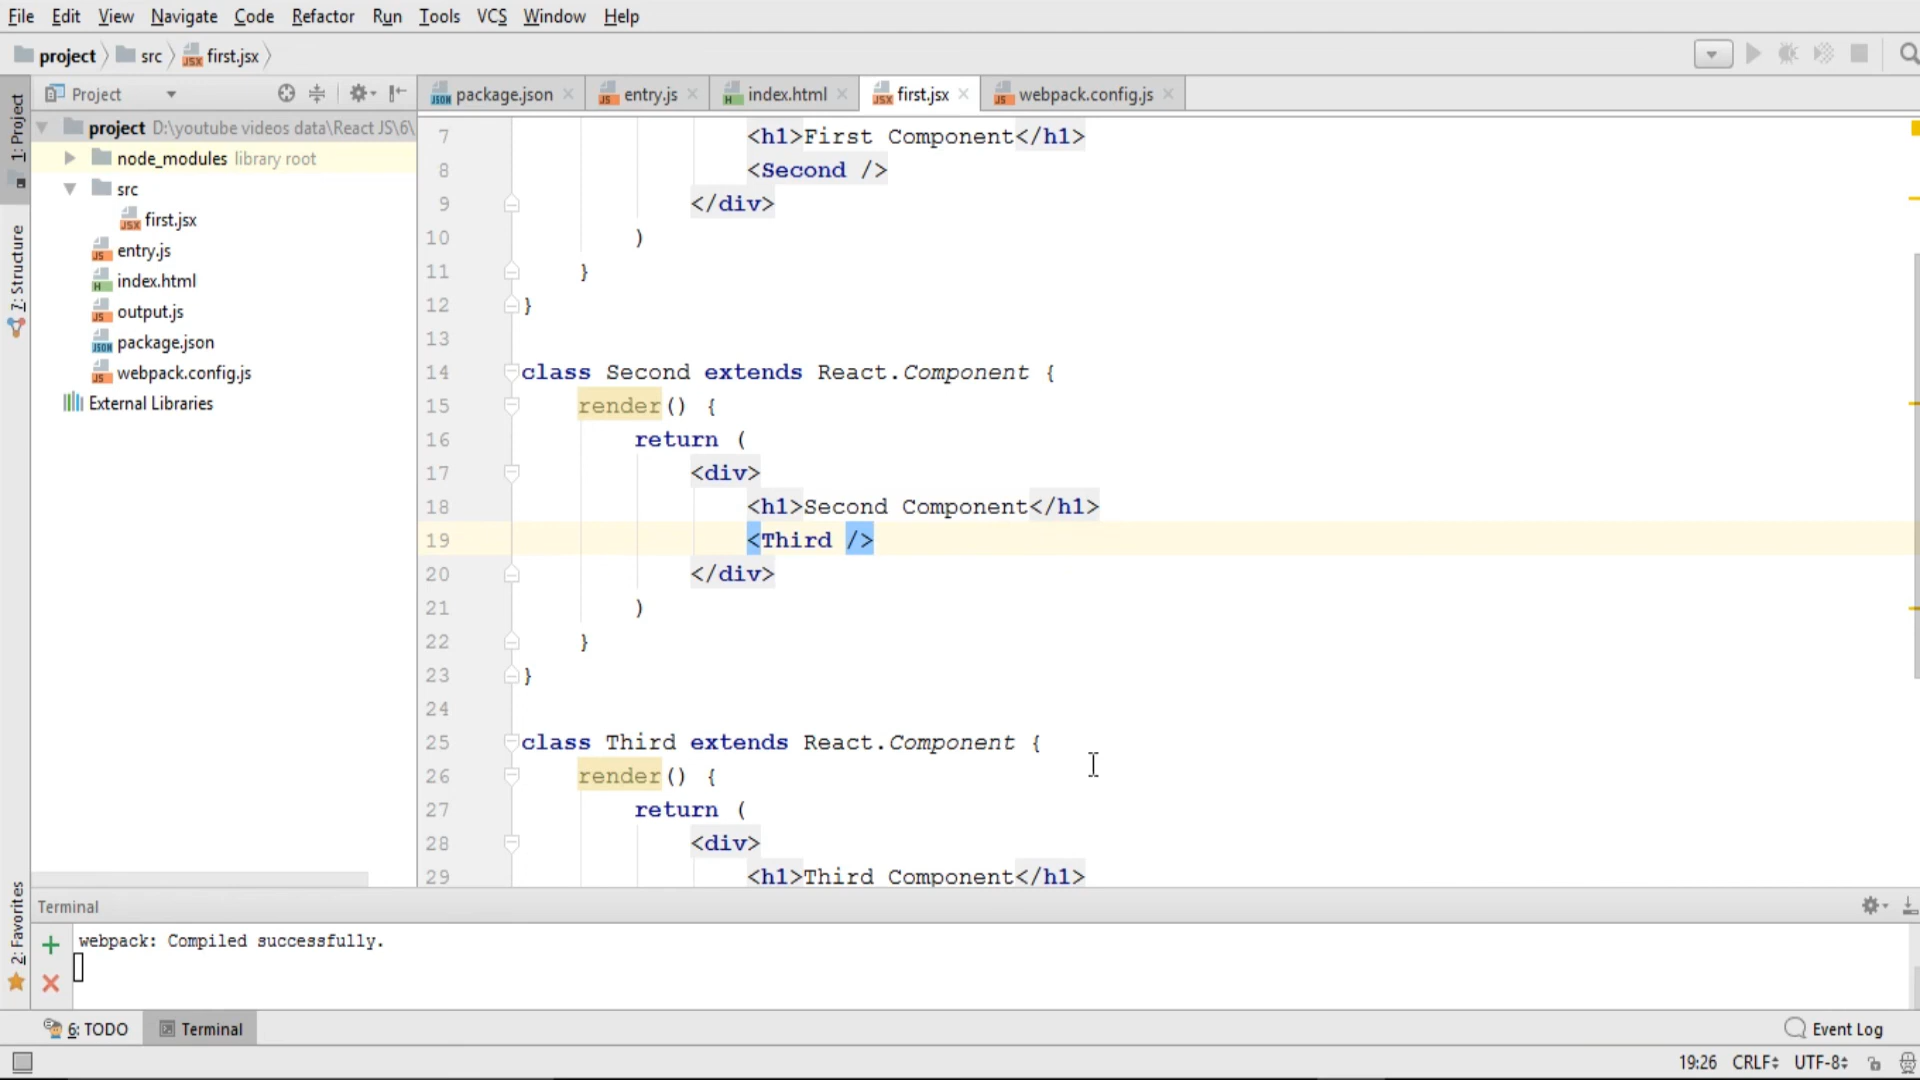 File Edit View Navigate Code Refactor Run Tools VCS Window Help
project src first.jsx
1: Project
7: Structure
2: Favorites
Project
project D:\youtube videos data\React JS\6\
node_modules library root
src
first.jsx
entry.js
index.html
output.js
package.json
webpack.config.js
External Libraries
package.json entry.js index.html first.jsx webpack.config.js
7 <h1>First Component</h1>
8 <Second />
9 </div>
10 )
11 }
12 }
13
14 class Second extends React.Component {
15 render() {
16 return (
17 <div>
18 <h1>Second Component</h1>
19 <Third />
20 </div>
21 )
22 }
23 }
24
25 class Third extends React.Component {
26 render() {
27 return (
28 <div>
29 <h1>Third Component</h1>
Terminal
webpack: Compiled successfully.
6: TODO Terminal Event Log
19:26 CRLF UTF-8